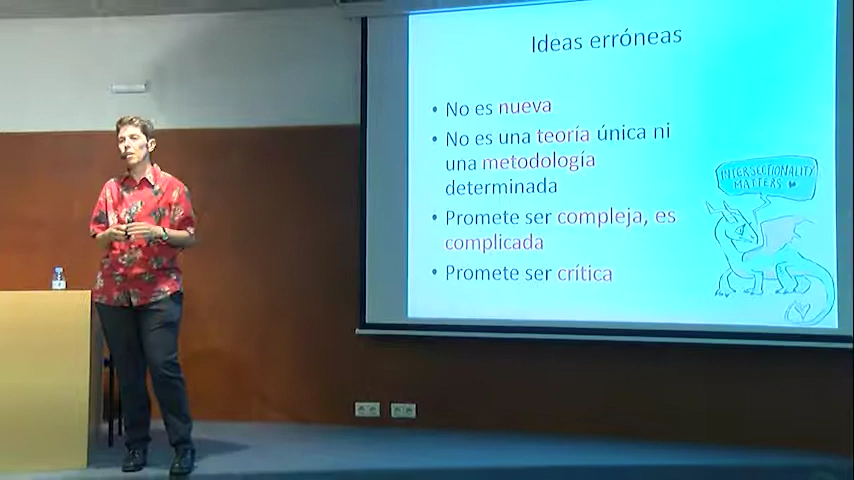 Ideas erróneas
• No es nueva
• No es una teoría única ni
una metodología
determinada
• Promete ser compleja, es
complicada
• Promete ser crítica
INTERSECTIONALITY
MATTERS